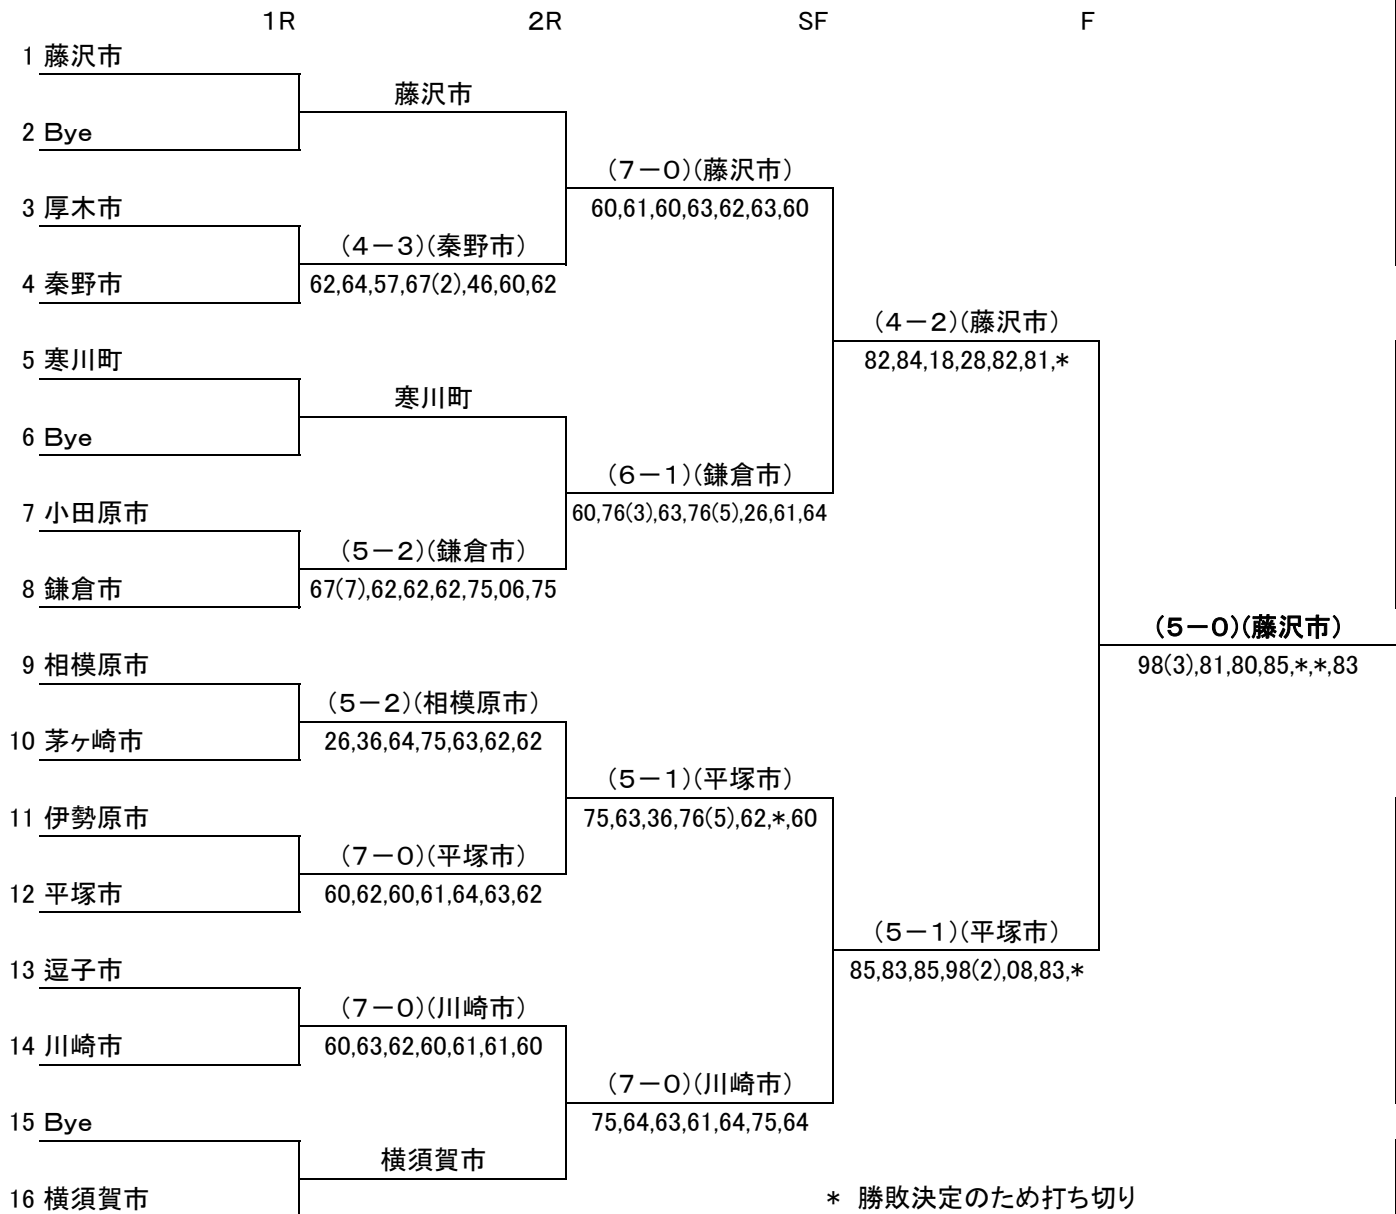 1R 2R SF F
1 藤沢市
藤沢市
2 Bye
(7－0)(藤沢市)
3 厚木市
60,61,60,63,62,63,60
(4－3)(秦野市)
4 秦野市
62,64,57,67(2),46,60,62
(4－2)(藤沢市)
5 寒川町
82,84,18,28,82,81,*
寒川町
6 Bye
(6－1)(鎌倉市)
7 小田原市
60,76(3),63,76(5),26,61,64
(5－2)(鎌倉市)
8 鎌倉市
67(7),62,62,62,75,06,75
(5－0)(藤沢市)
9 相模原市
98(3),81,80,85,*,*,83
(5－2)(相模原市)
10 茅ヶ崎市
26,36,64,75,63,62,62
(5－1)(平塚市)
11 伊勢原市
75,63,36,76(5),62,*,60
(7－0)(平塚市)
12 平塚市
60,62,60,61,64,63,62
(5－1)(平塚市)
13 逗子市
85,83,85,98(2),08,83,*
(7－0)(川崎市)
14 川崎市
60,63,62,60,61,61,60
(7－0)(川崎市)
15 Bye
75,64,63,61,64,75,64
横須賀市
16 横須賀市
* 勝敗決定のため打ち切り